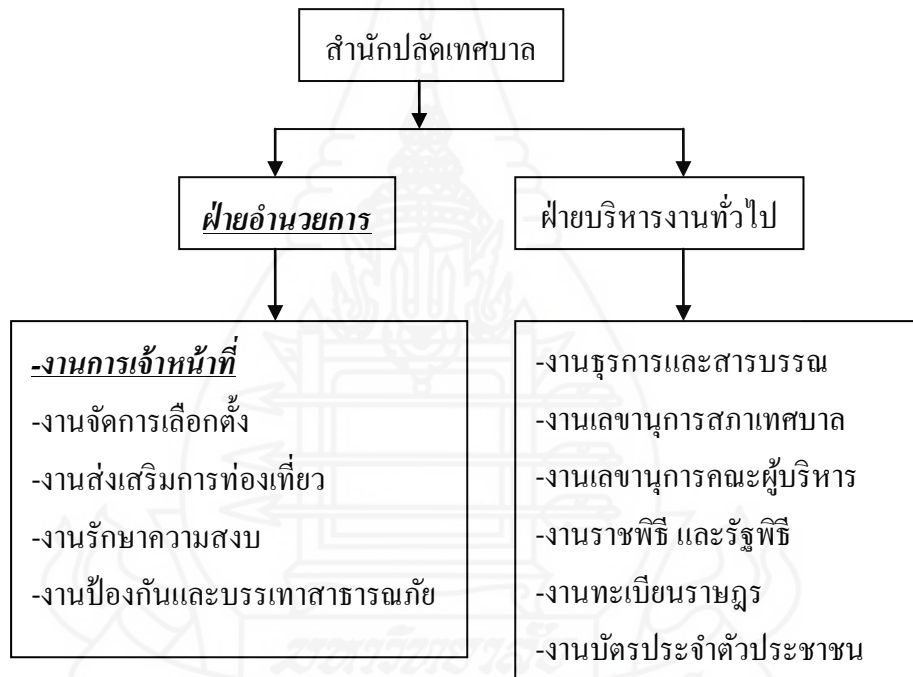 สำนักปลัดเทศบาล
ฝ่ายอำนวยการ
ฝ่ายบริหารงานทั่วไป
-งานการเจ้าหน้าที่
-งานจัดการเลือกตั้ง
-งานส่งเสริมการท่องเที่ยว
-งานรักษาความสงบ
-งานป้องกันและบรรเทาสาธารณภัย
-งานธุรการและสารบรรณ
-งานเลขานุการสภาเทศบาล
-งานเลขานุการคณะผู้บริหาร
-งานราชพิธี และรัฐพิธี
-งานทะเบียนราษฎร
-งานบัตรประจำตัวประชาชน